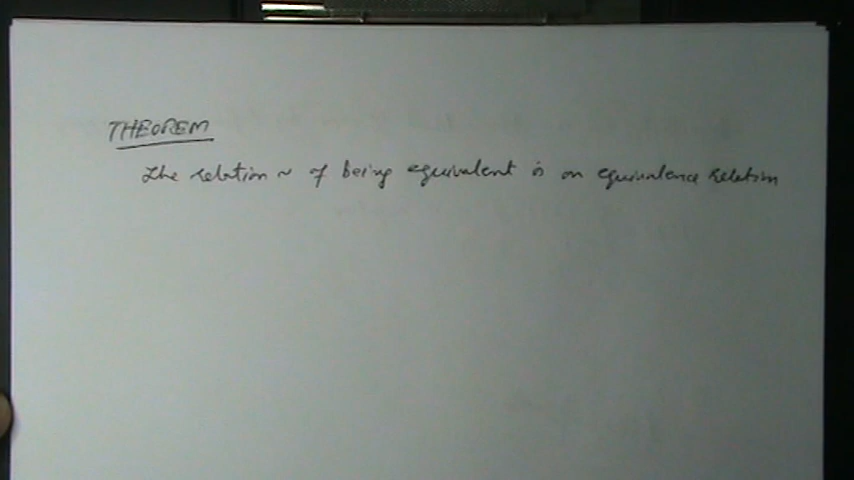 THEOREM
The relation ~ of being equivalent is an equivalence relation